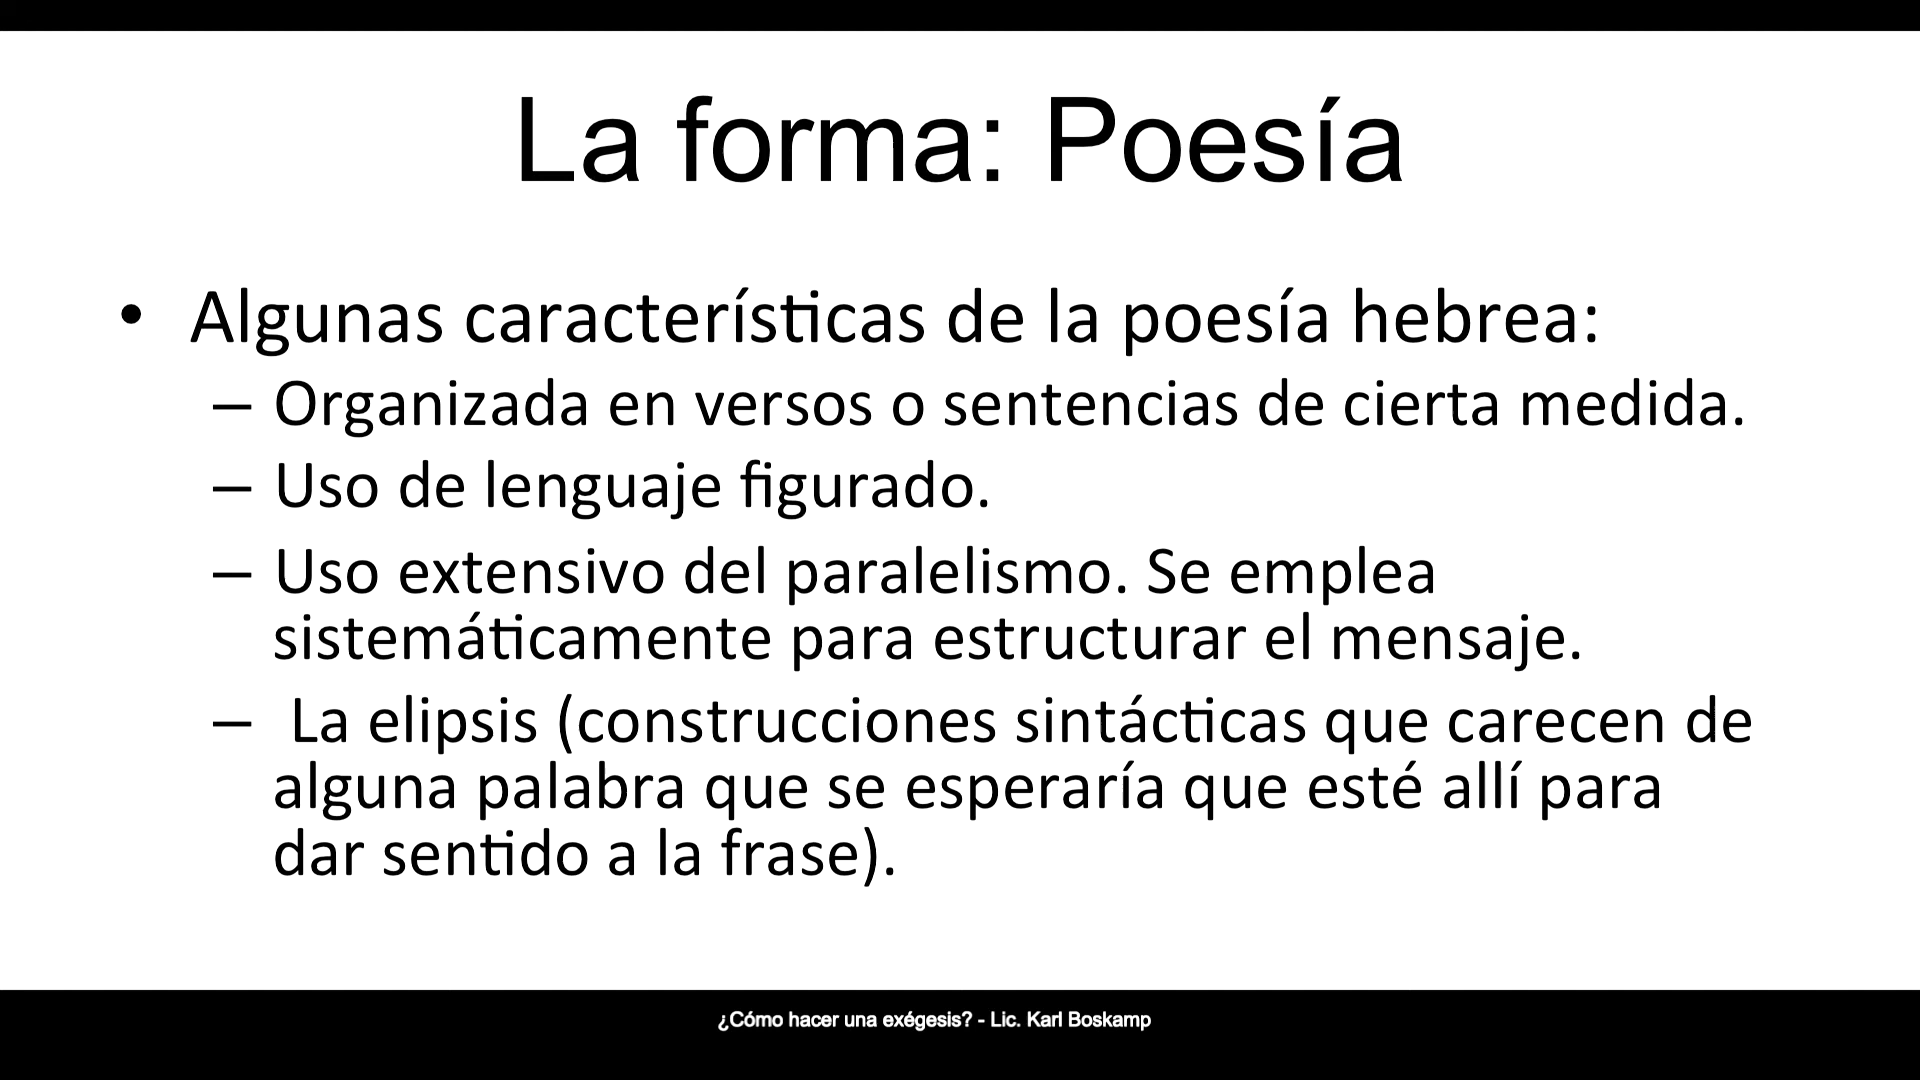 La forma: Poesía
• Algunas características de la poesía hebrea:
– Organizada en versos o sentencias de cierta medida.
– Uso de lenguaje figurado.
– Uso extensivo del paralelismo. Se emplea
sistemáticamente para estructurar el mensaje.
– La elipsis (construcciones sintácticas que carecen de
alguna palabra que se esperaría que esté allí para
dar sentido a la frase).
¿Cómo hacer una exégesis? - Lic. Karl Boskamp